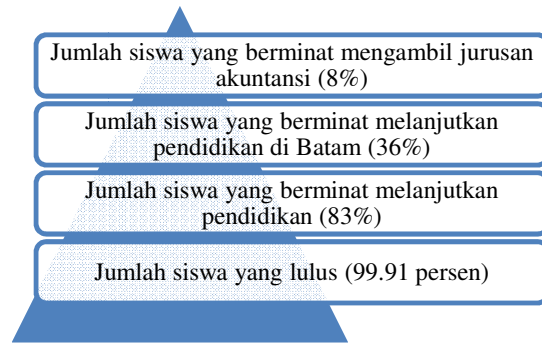 Jumlah siswa yang berminat mengambil jurusan
akuntansi (8%)
Jumlah siswa yang berminat melanjutkan
pendidikan di Batam (36%)
Jumlah siswa yang berminat melanjutkan
pendidikan (83%)
Jumlah siswa yang lulus (99.91 persen)